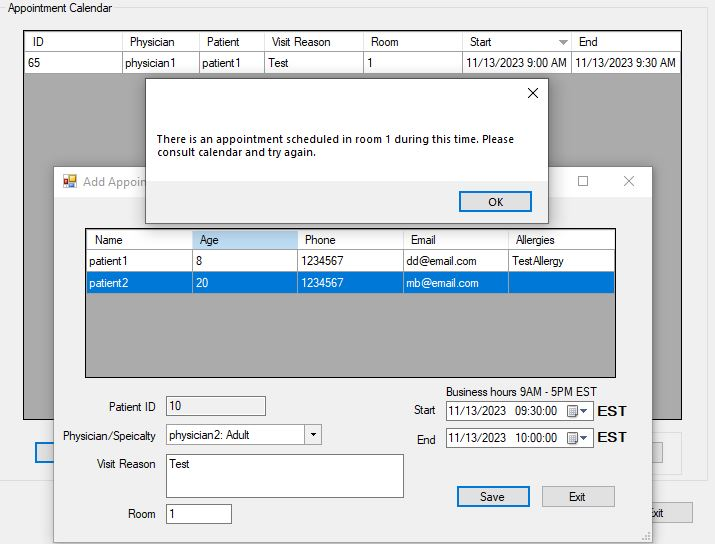 Appointment Calendar
ID Physician Patient Visit Reason Room Start End
65 physician1 patient1 Test 1 11/13/2023 9:00 AM 11/13/2023 9:30 AM
There is an appointment scheduled in room 1 during this time. Please
consult calendar and try again.
OK
Add Appoin
Name Age Phone Email Allergies
patient1 8 1234567 dd@email.com TestAllergy
patient2 20 1234567 mb@email.com
Business hours 9AM - 5PM EST
Patient ID 10
Start 11/13/2023 09:30:00 EST
Physician/Speicalty physician2: Adult
End 11/13/2023 10:00:00 EST
Visit Reason Test
Save Exit
Room 1
Exit